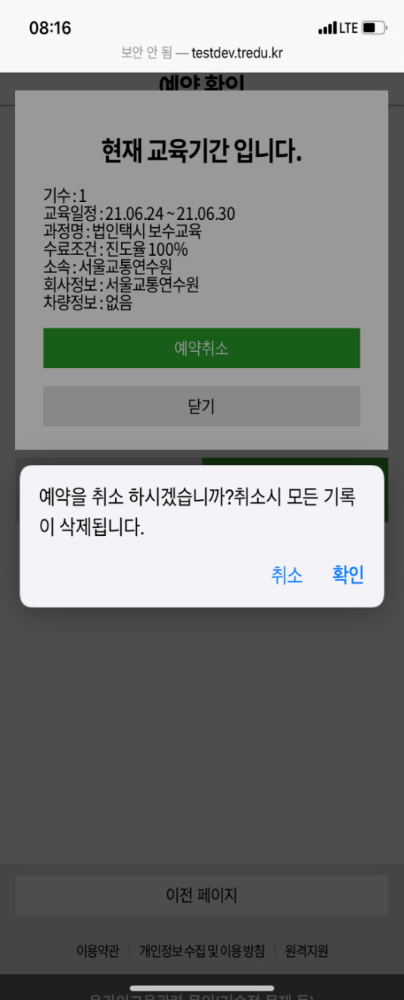 08:16
LTE
보안 안 됨 — testdev.tredu.kr
예약 확인
현재 교육기간 입니다.
기수 : 1
교육일정 : 21.06.24 ~ 21.06.30
과정명 : 법인택시 보수교육
수료조건 : 진도율 100%
소속 : 서울교통연수원
회사정보 : 서울교통연수원
차량정보 : 없음
예약취소
닫기
예약을 취소 하시겠습니까?취소시 모든 기록
이 삭제됩니다.
취소 확인
이전 페이지
이용약관 개인정보 수집 및 이용 방침 원격지원